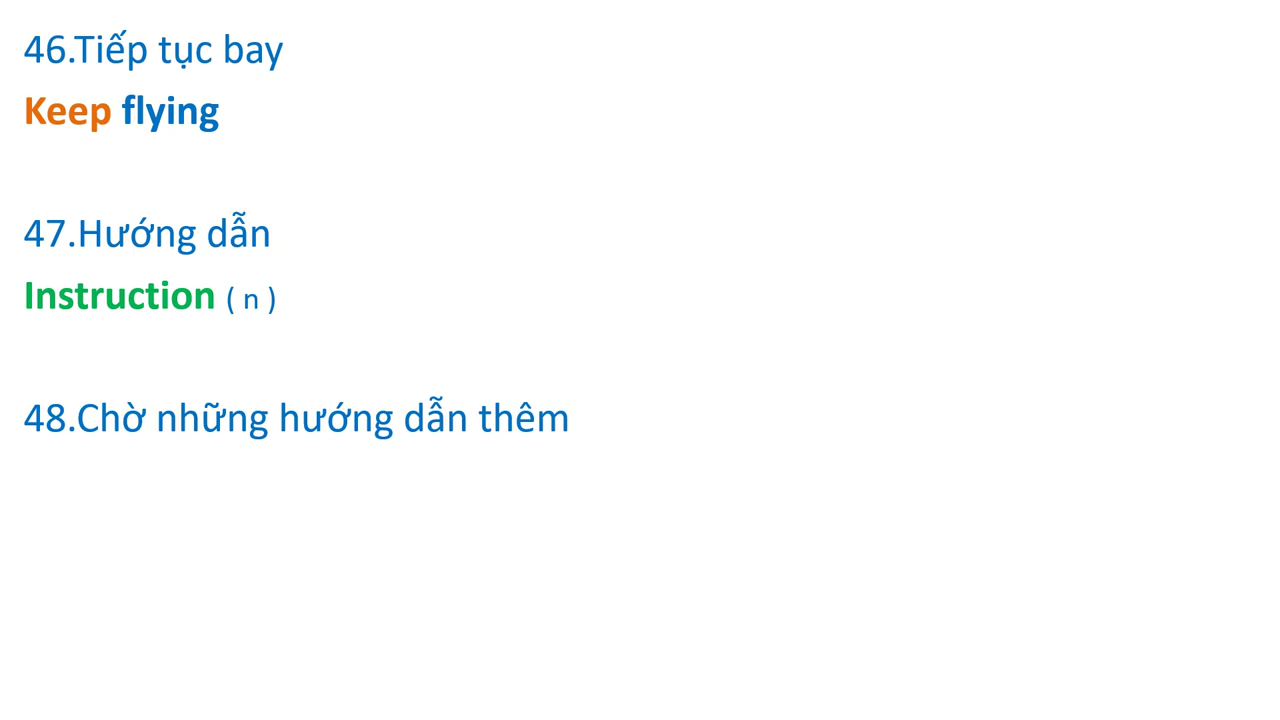 46.Tiếp tục bay
Keep flying
47.Hướng dẫn
Instruction ( n )
48.Chờ những hướng dẫn thêm